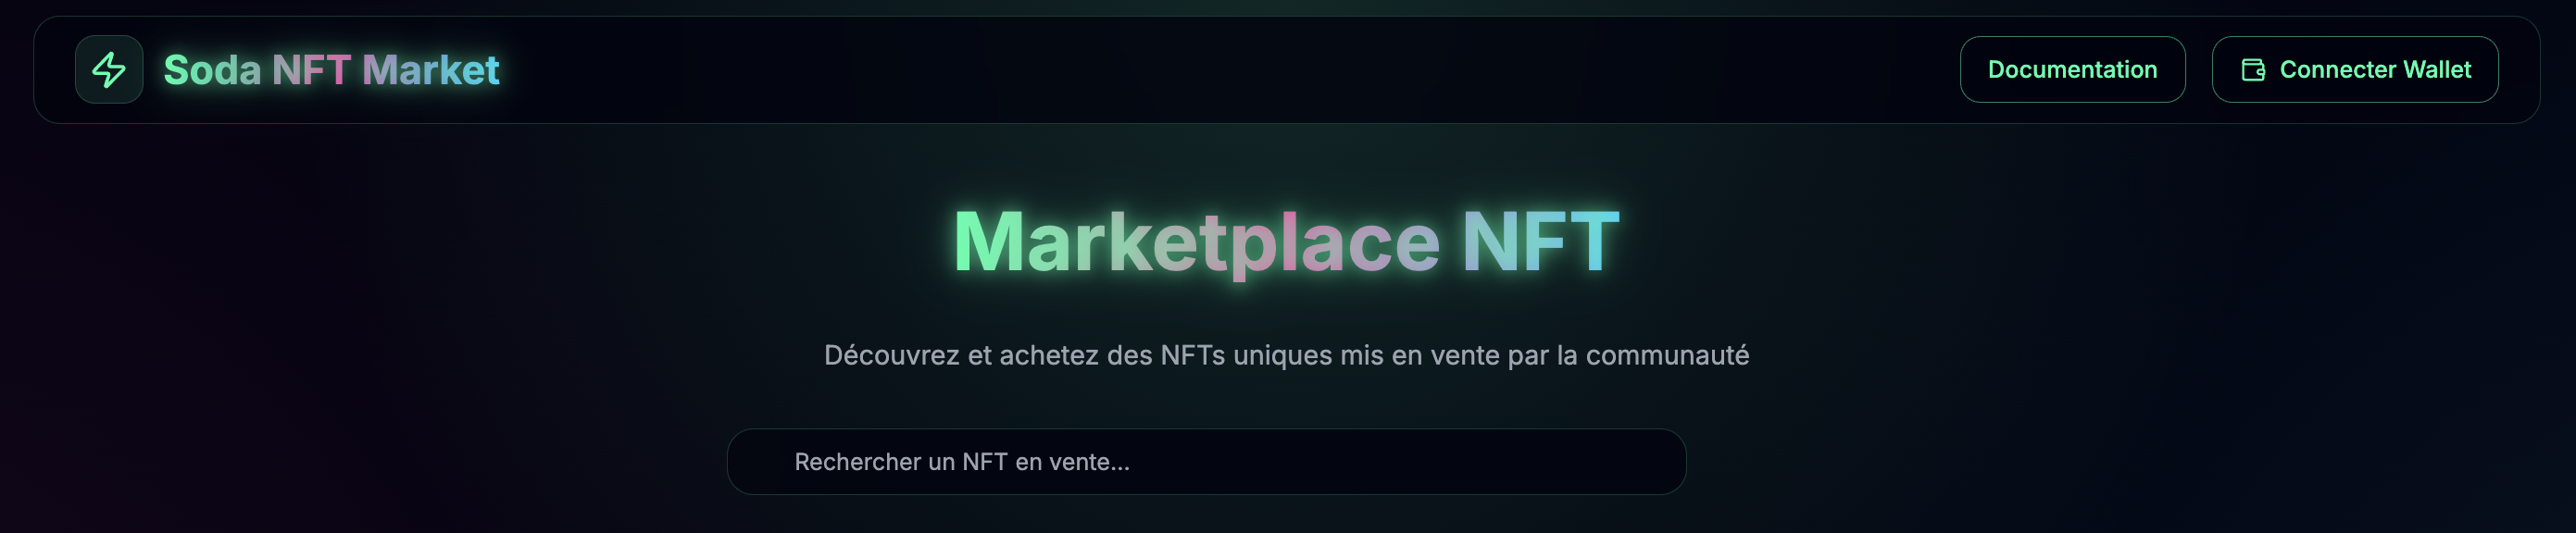 Soda NFT Market
Documentation
Connecter Wallet
Marketplace NFT
Découvrez et achetez des NFTs uniques mis en vente par la communauté
Rechercher un NFT en vente...